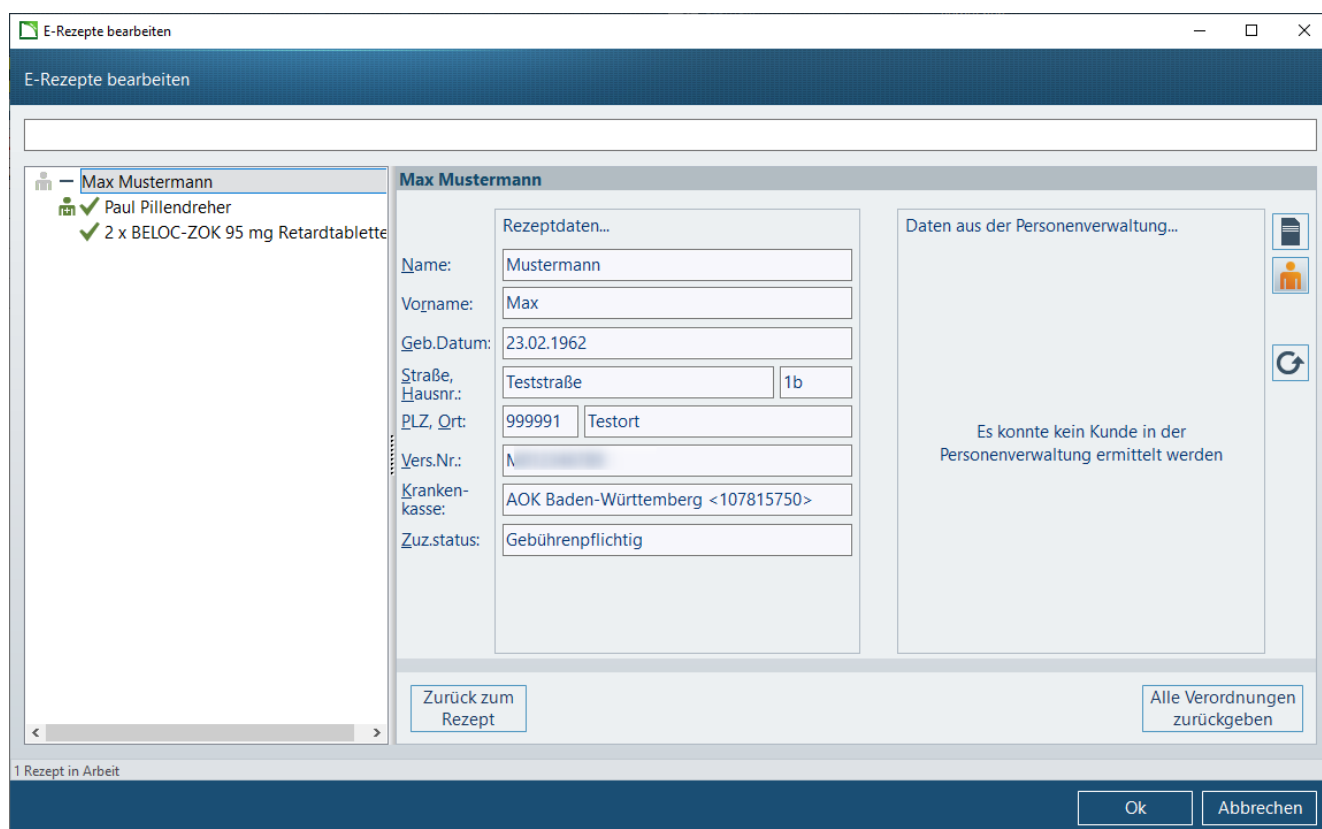 E-Rezepte bearbeiten
E-Rezepte bearbeiten
Max Mustermann
Paul Pillendreher
2 x BELOC-ZOK 95 mg Retardtablette
Max Mustermann
Rezeptdaten...
Name: Mustermann
Vorname: Max
Geb.Datum: 23.02.1962
Straße,
Hausnr.: Teststraße 1b
PLZ, Ort: 999991 Testort
Vers.Nr.:
Kranken-
kasse: AOK Baden-Württemberg <107815750>
Zuz.status: Gebührenpflichtig
Daten aus der Personenverwaltung...
Es konnte kein Kunde in der
Personenverwaltung ermittelt werden
Zurück zum
Rezept
Alle Verordnungen
zurückgeben
1 Rezept in Arbeit
Ok Abbrechen